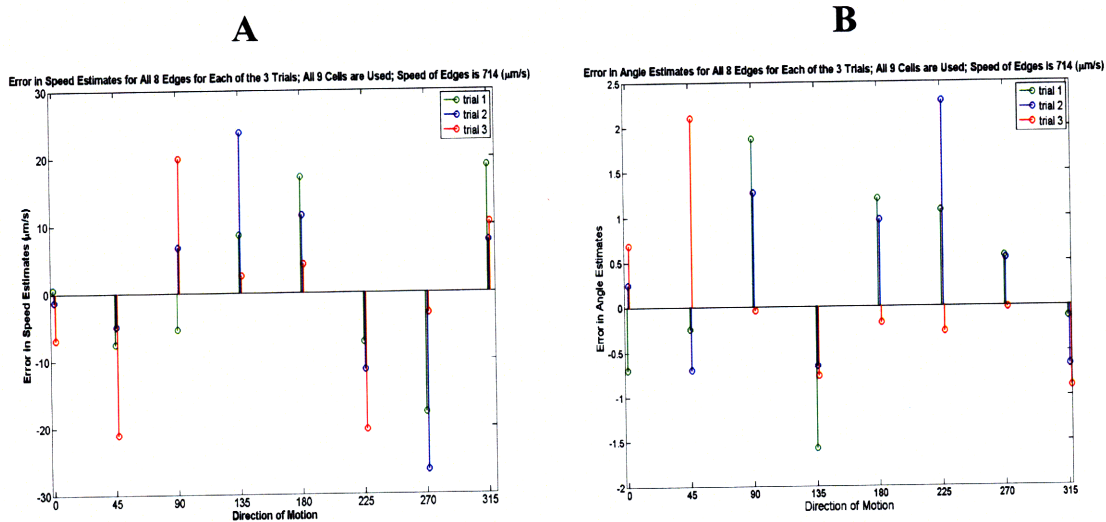 A
Error in Speed Estimates for All 8 Edges for Each of the 3 Trials; All 9 Cells are Used; Speed of Edges is 714 (μm/s)
30
20
10
0
-10
-20
-30
Error in Speed Estimates (μm/s)
trial 1
trial 2
trial 3
0 45 90 135 180 225 270 315
Direction of Motion
B
Error in Angle Estimates for All 8 Edges for Each of the 3 Trials; All 9 Cells are Used; Speed of Edges is 714 (μm/s)
2.5
2
1.5
1
0.5
0
-0.5
-1
-1.5
-2
Error in Angle Estimates
trial 1
trial 2
trial 3
0 45 90 135 180 225 270 315
Direction of Motion